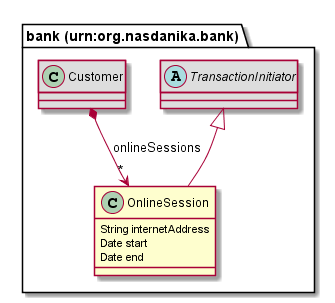 bank (urn:org.nasdanika.bank)
C Customer
A TransactionInitiator
onlineSessions
*
C OnlineSession
String internetAddress
Date start
Date end